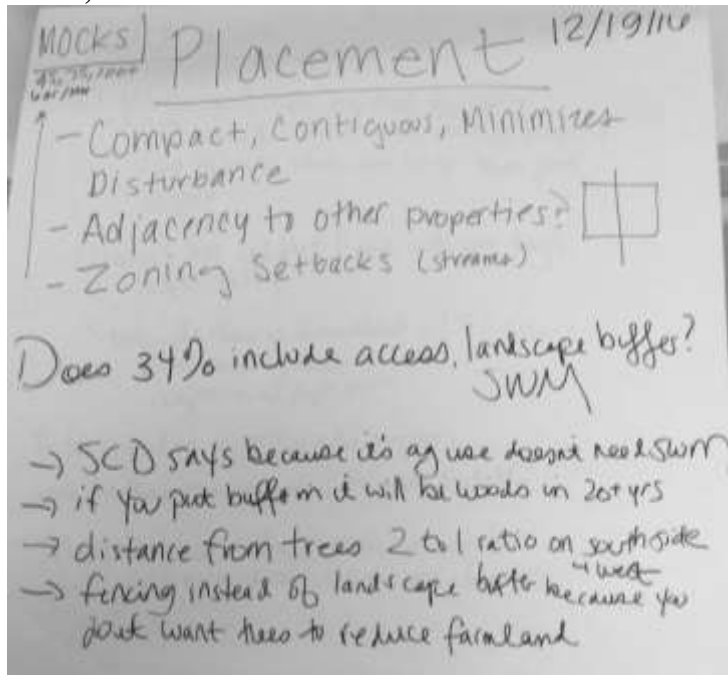 MOCKS
Placement
12/19/16
- Compact, Contiguous, Minimizes
Disturbance
- Adjacency to other properties?
- Zoning Setbacks (streams)
Does 34% include access, landscape buffer?
SWM
→ SCD says because it's ag use doesnt need SWM
→ if you put buffer in it will be woods in 20+ yrs
→ distance from trees 2 to 1 ratio on south side
+ west
→ fencing instead of landscape buffer because you
dont want trees to reduce farmland